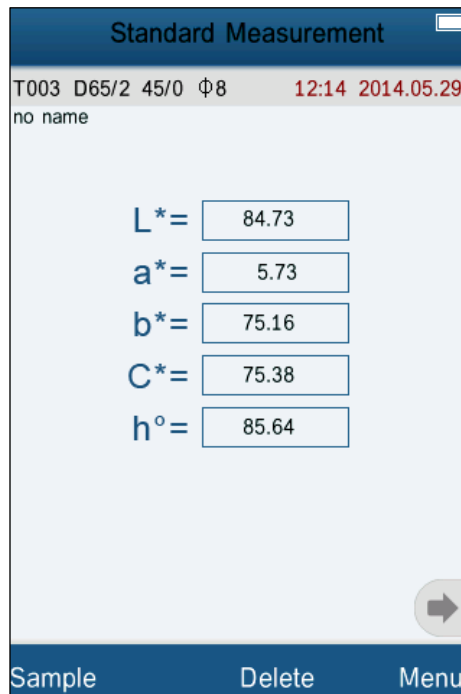 Standard Measurement
T003 D65/2 45/0 Φ8 12:14 2014.05.29
no name
L*= 84.73
a*= 5.73
b*= 75.16
C*= 75.38
h°= 85.64
Sample Delete Menu